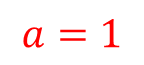 a = 1